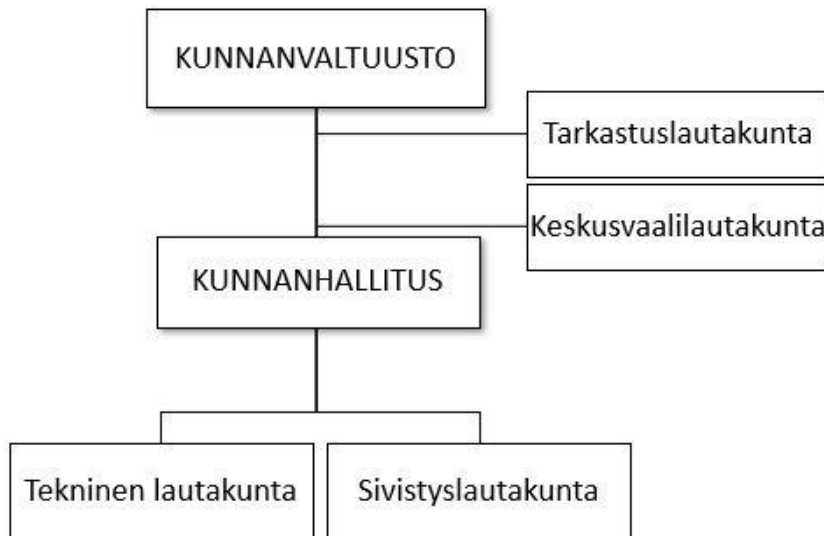 KUNNANVALTUUSTO
Tarkastuslautakunta
Keskusvaalilautakunta
KUNNANHALLITUS
Tekninen lautakunta
Sivistyslautakunta